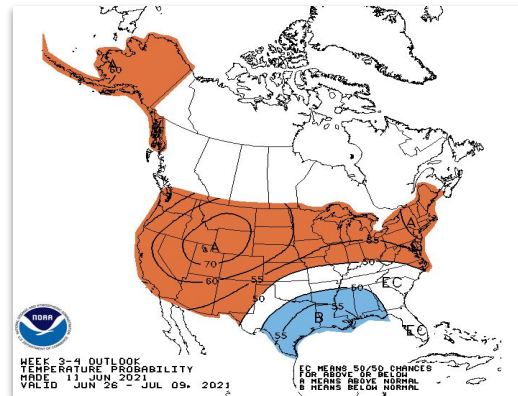 A
60
A
70
60
55
50
55
50
A
EC
50
55
B
55
EC
NOAA
WEEK 3-4 OUTLOOK
TEMPERATURE PROBABILITY
MADE 11 JUN 2021
VALID JUN 26 - JUL 09, 2021
EC MEANS 50/50 CHANCES
FOR ABOVE OR BELOW
A MEANS ABOVE NORMAL
B MEANS BELOW NORMAL